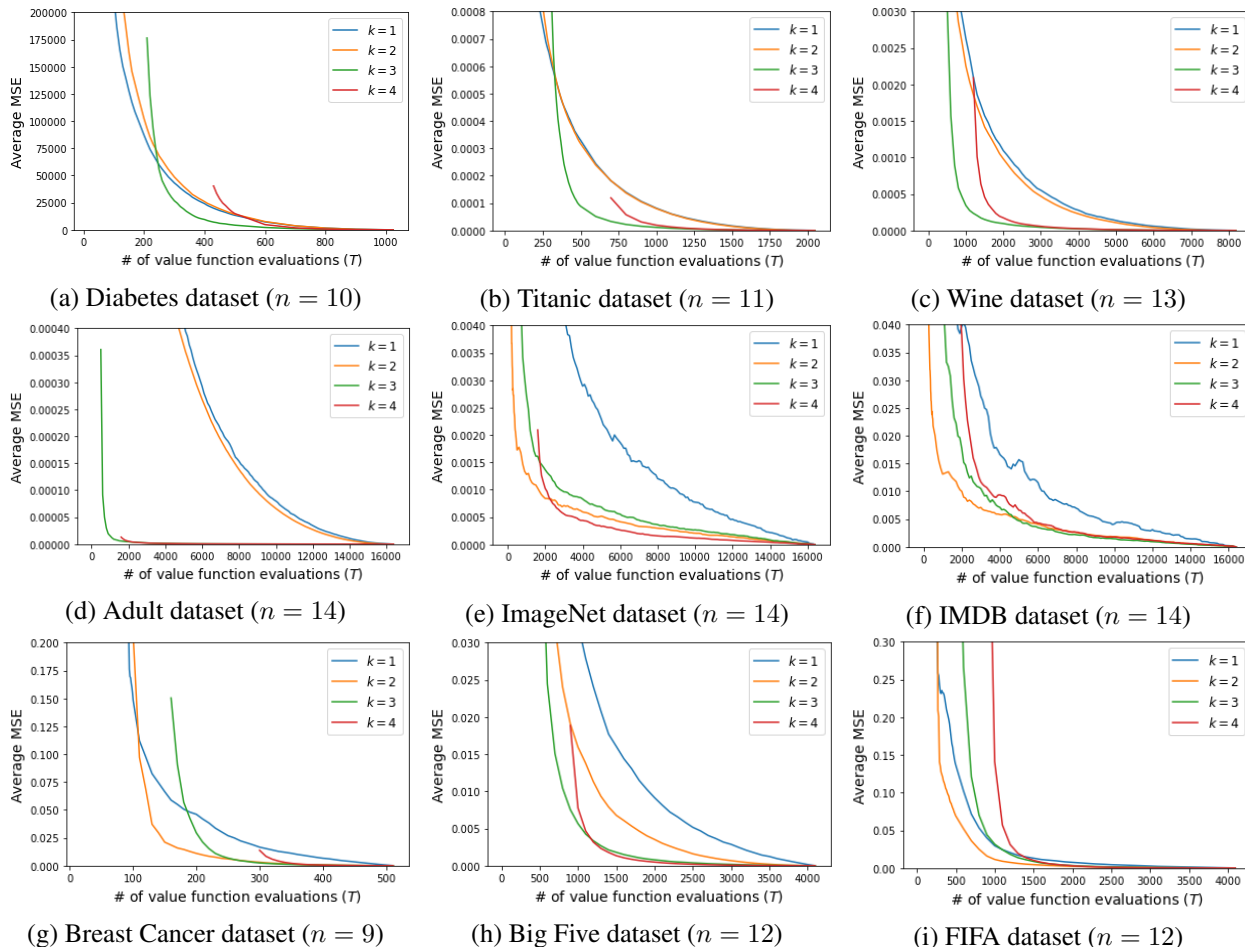 200000
175000
150000
125000
100000
75000
50000
25000
0
Average MSE
k = 1
k = 2
k = 3
k = 4
0 200 400 600 800 1000
# of value function evaluations (T)
(a) Diabetes dataset (n = 10)
0.0008
0.0007
0.0006
0.0005
0.0004
0.0003
0.0002
0.0001
0.0000
Average MSE
k = 1
k = 2
k = 3
k = 4
0 250 500 750 1000 1250 1500 1750 2000
# of value function evaluations (T)
(b) Titanic dataset (n = 11)
0.0030
0.0025
0.0020
0.0015
0.0010
0.0005
0.0000
Average MSE
k = 1
k = 2
k = 3
k = 4
0 1000 2000 3000 4000 5000 6000 7000 8000
# of value function evaluations (T)
(c) Wine dataset (n = 13)
0.00040
0.00035
0.00030
0.00025
0.00020
0.00015
0.00010
0.00005
0.00000
Average MSE
k = 1
k = 2
k = 3
k = 4
0 2000 4000 6000 8000 10000 12000 14000 16000
# of value function evaluations (T)
(d) Adult dataset (n = 14)
0.0040
0.0035
0.0030
0.0025
0.0020
0.0015
0.0010
0.0005
0.0000
Average MSE
k = 1
k = 2
k = 3
k = 4
0 2000 4000 6000 8000 10000 12000 14000 16000
# of value function evaluations (T)
(e) ImageNet dataset (n = 14)
0.040
0.035
0.030
0.025
0.020
0.015
0.010
0.005
0.000
Average MSE
k = 1
k = 2
k = 3
k = 4
0 2000 4000 6000 8000 10000 12000 14000 16000
# of value function evaluations (T)
(f) IMDB dataset (n = 14)
0.200
0.175
0.150
0.125
0.100
0.075
0.050
0.025
0.000
Average MSE
k = 1
k = 2
k = 3
k = 4
0 100 200 300 400 500
# of value function evaluations (T)
(g) Breast Cancer dataset (n = 9)
0.030
0.025
0.020
0.015
0.010
0.005
0.000
Average MSE
k = 1
k = 2
k = 3
k = 4
0 500 1000 1500 2000 2500 3000 3500 4000
# of value function evaluations (T)
(h) Big Five dataset (n = 12)
0.30
0.25
0.20
0.15
0.10
0.05
0.00
Average MSE
k = 1
k = 2
k = 3
k = 4
0 500 1000 1500 2000 2500 3000 3500 4000
# of value function evaluations (T)
(i) FIFA dataset (n = 12)